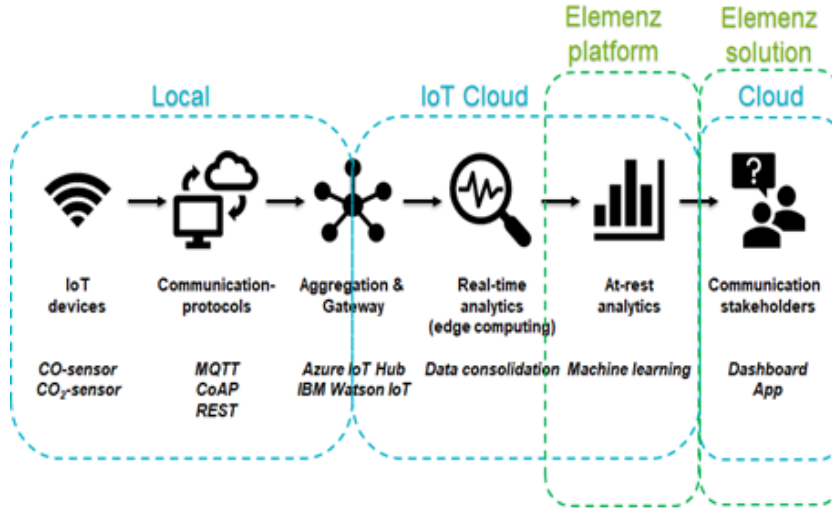 Elemenz
platform
Elemenz
solution
Local
IoT Cloud
Cloud
?
IoT
devices
Communication-
protocols
Aggregation &
Gateway
Real-time
analytics
(edge computing)
At-rest
analytics
Communication
stakeholders
CO-sensor
CO₂-sensor
MQTT
CoAP
REST
Azure IoT Hub
IBM Watson IoT
Data consolidation
Machine learning
Dashboard
App